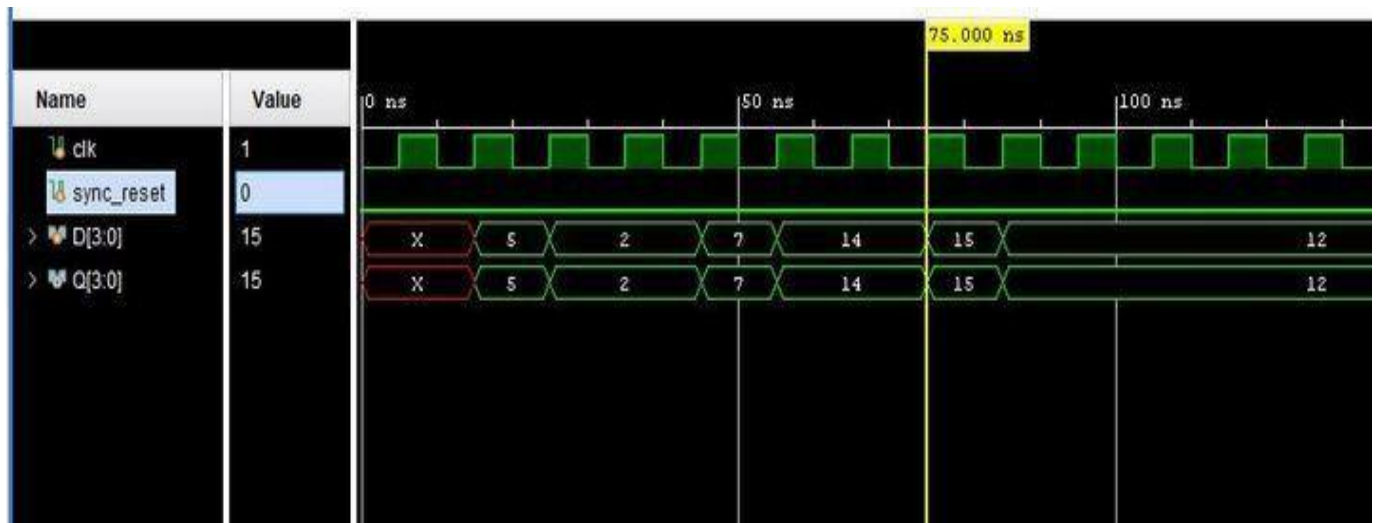 75.000 ns
Name Value 0 ns 50 ns 100 ns
clk 1
sync_reset 0
> D[3:0] 15 X 5 2 7 14 15 12
> Q[3:0] 15 X 5 2 7 14 15 12